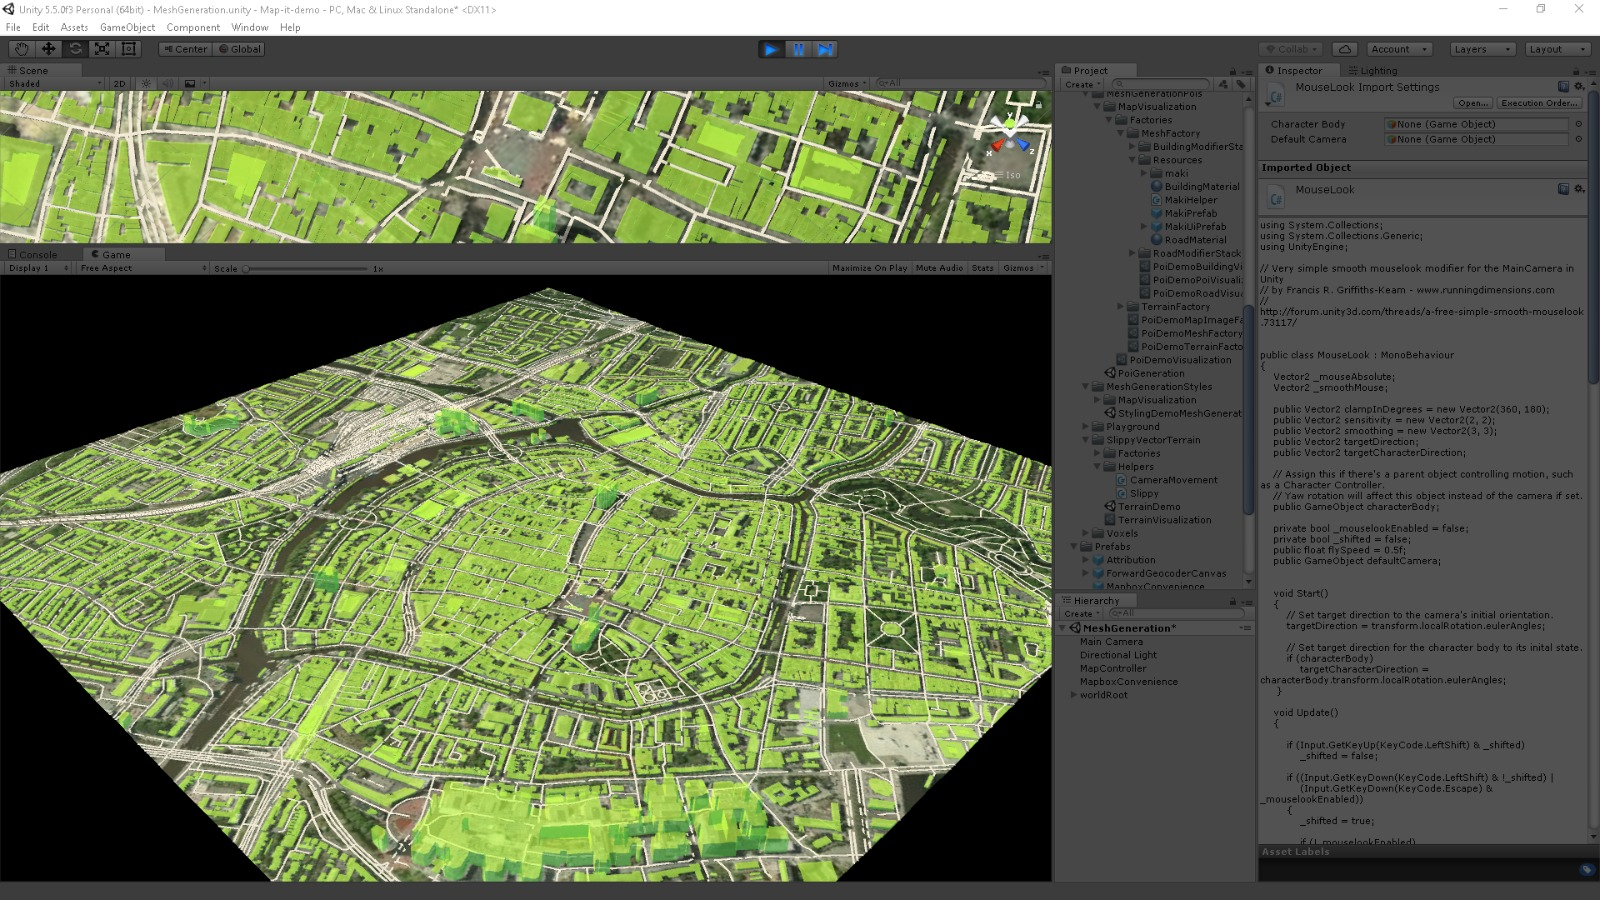 Unity 5.5.0f3 Personal (64bit) - MeshGeneration.unity - Map-it-demo - PC, Mac & Linux Standalone* <DX11>
File Edit Assets GameObject Component Window Help
Center Global
Collab Account Layers Layout
Scene
Shaded 2D Gizmos All
Y
X
Z
Iso
Console Game
Display 1 Free Aspect Scale 1x Maximize On Play Mute Audio Stats Gizmos
Project
Create
MeshGenerationPois
MapVisualization
Factories
MeshFactory
BuildingModifierSta
Resources
maki
BuildingMaterial
MakiHelper
MakiPrefab
MakiUiPrefab
RoadMaterial
RoadModifierStack
PoiDemoBuildingVi
PoiDemoPoiVisuali
PoiDemoRoadVisua
TerrainFactory
PoiDemoMapImageFa
PoiDemoMeshFactory
PoiDemoTerrainFacto
PoiDemoVisualization
PoiGeneration
MeshGenerationStyles
MapVisualization
StylingDemoMeshGenerat
Playground
SlippyVectorTerrain
Factories
Helpers
CameraMovement
Slippy
TerrainDemo
TerrainVisualization
Voxels
Prefabs
Attribution
ForwardGeocoderCanvas
MapboxConvenience
Hierarchy
Create All
MeshGeneration*
Main Camera
Directional Light
MapController
MapboxConvenience
worldRoot
Inspector Lighting
MouseLook Import Settings
Open... Execution Order...
Character Body None (Game Object)
Default Camera None (Game Object)
Imported Object
MouseLook
using System.Collections;
using System.Collections.Generic;
using UnityEngine;
// Very simple smooth mouselook modifier for the MainCamera in
Unity
// by Francis R. Griffiths-Keam - www.runningdimensions.com
//
http://forum.unity3d.com/threads/a-free-simple-smooth-mouselook
.73117/
public class MouseLook : MonoBehaviour
{
Vector2 _mouseAbsolute;
Vector2 _smoothMouse;
public Vector2 clampInDegrees = new Vector2(360, 180);
public Vector2 sensitivity = new Vector2(2, 2);
public Vector2 smoothing = new Vector2(3, 3);
public Vector2 targetDirection;
public Vector2 targetCharacterDirection;
// Assign this if there's a parent object controlling motion, such
as a Character Controller.
// Yaw rotation will affect this object instead of the camera if set.
public GameObject characterBody;
private bool _mouselookEnabled = false;
private bool _shifted = false;
public float flySpeed = 0.5f;
public GameObject defaultCamera;
void Start()
{
// Set target direction to the camera's initial orientation.
targetDirection = transform.localRotation.eulerAngles;
// Set target direction for the character body to its inital state.
if (characterBody)
targetCharacterDirection =
characterBody.transform.localRotation.eulerAngles;
}
void Update()
{
if (Input.GetKeyUp(KeyCode.LeftShift) & _shifted)
_shifted = false;
if ((Input.GetKeyDown(KeyCode.LeftShift) & !_shifted) |
(Input.GetKeyDown(KeyCode.Escape) &
_mouselookEnabled))
{
_shifted = true;
if (!_mouselookEnabled)
Asset Labels